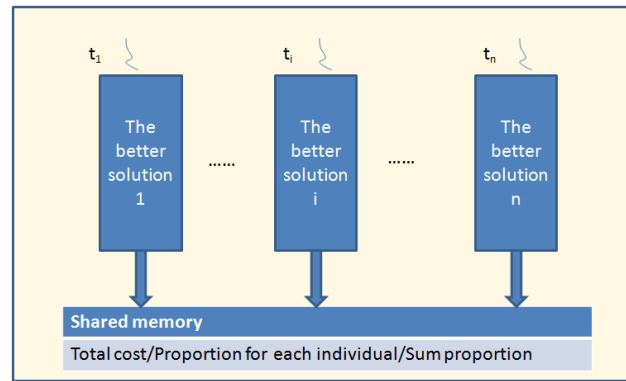 t1 ti tn
The better solution 1
……
The better solution i
……
The better solution n
Shared memory
Total cost/Proportion for each individual/Sum proportion